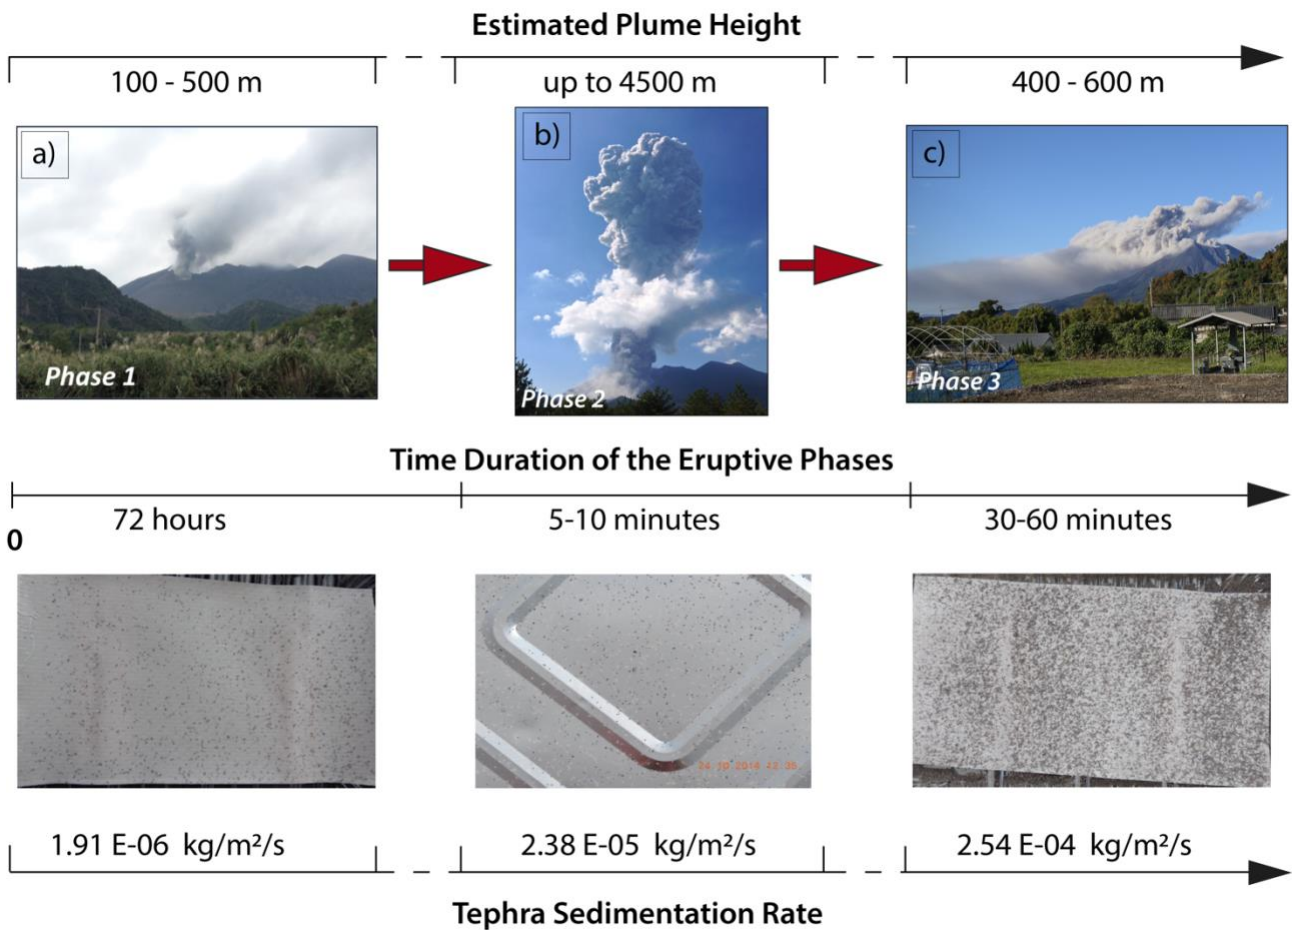 Estimated Plume Height
100 - 500 m
up to 4500 m
400 - 600 m
a)
b)
c)
Phase 1
Phase 2
Phase 3
Time Duration of the Eruptive Phases
72 hours
5-10 minutes
30-60 minutes
0
1.91 E-06 kg/m²/s
2.38 E-05 kg/m²/s
2.54 E-04 kg/m²/s
Tephra Sedimentation Rate